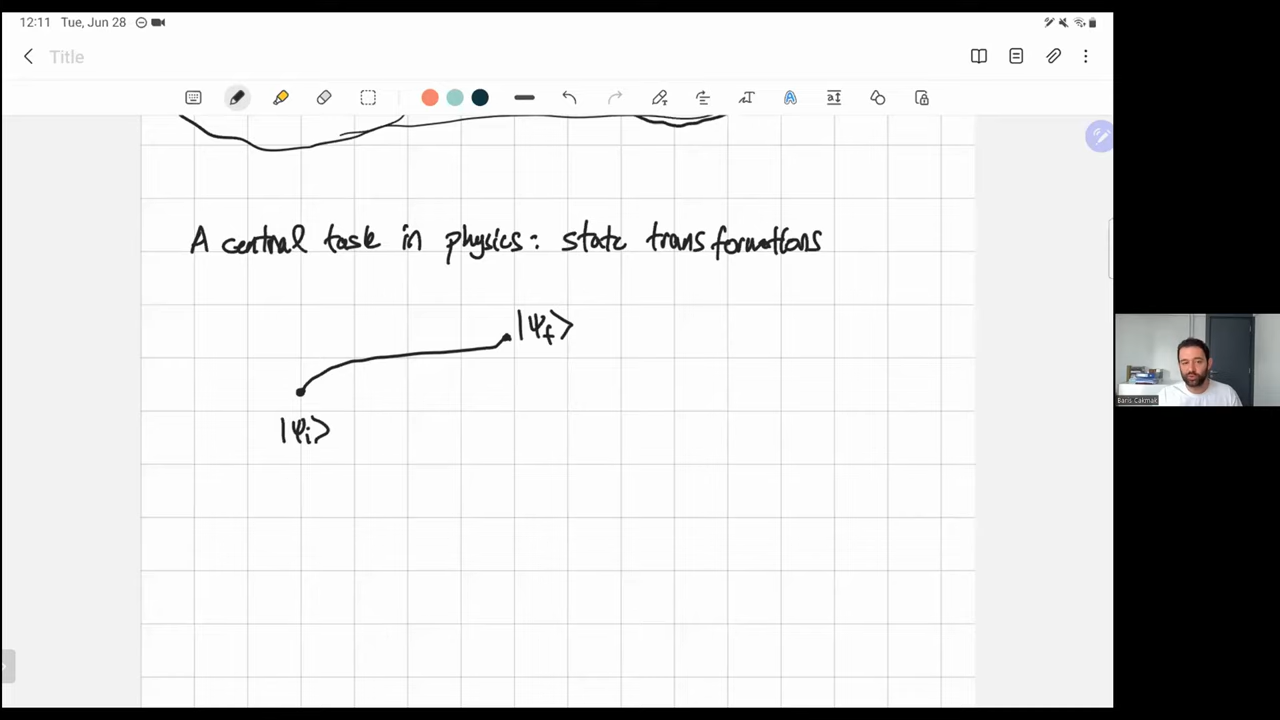 12:11 Tue, Jun 28
Title
A central task in physics: state transformations
|ψf>
|ψi>
Baris Cakmak